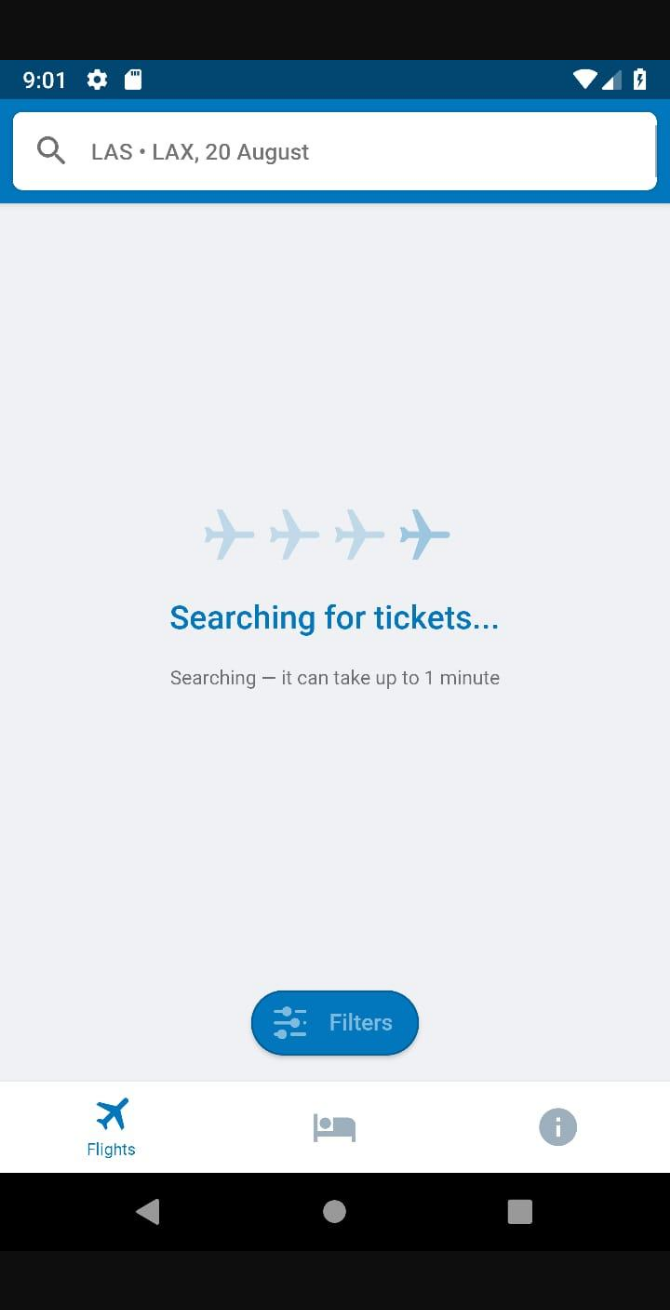 9:01
LAS • LAX, 20 August
Searching for tickets...
Searching — it can take up to 1 minute
Filters
Flights